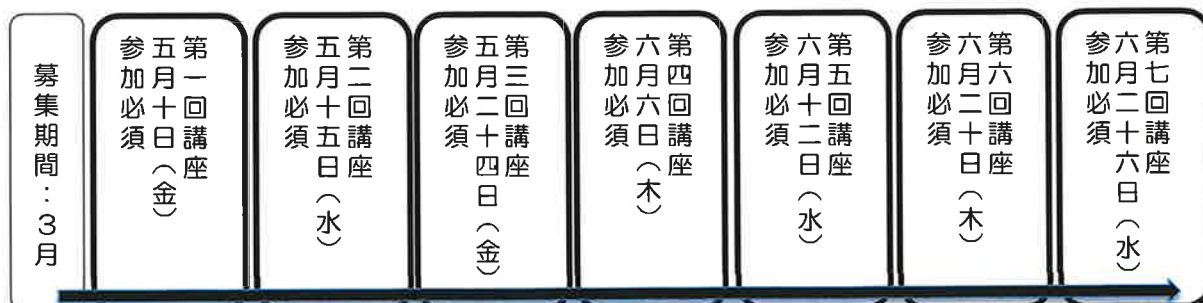 募集期間：3月
第一回講座
五月十日（金）
参加必須
第二回講座
五月十五日（水）
参加必須
第三回講座
五月二十四日（金）
参加必須
第四回講座
六月六日（木）
参加必須
第五回講座
六月十二日（水）
参加必須
第六回講座
六月二十日（木）
参加必須
第七回講座
六月二十六日（水）
参加必須